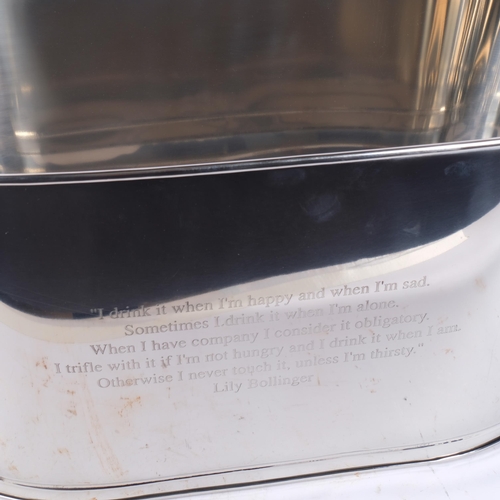 "I drink it when I'm happy and when I'm sad.
Sometimes I drink it when I'm alone.
When I have company I consider it obligatory.
I trifle with it if I'm not hungry and I drink it when I am.
Otherwise I never touch it, unless I'm thirsty."
Lily Bollinger